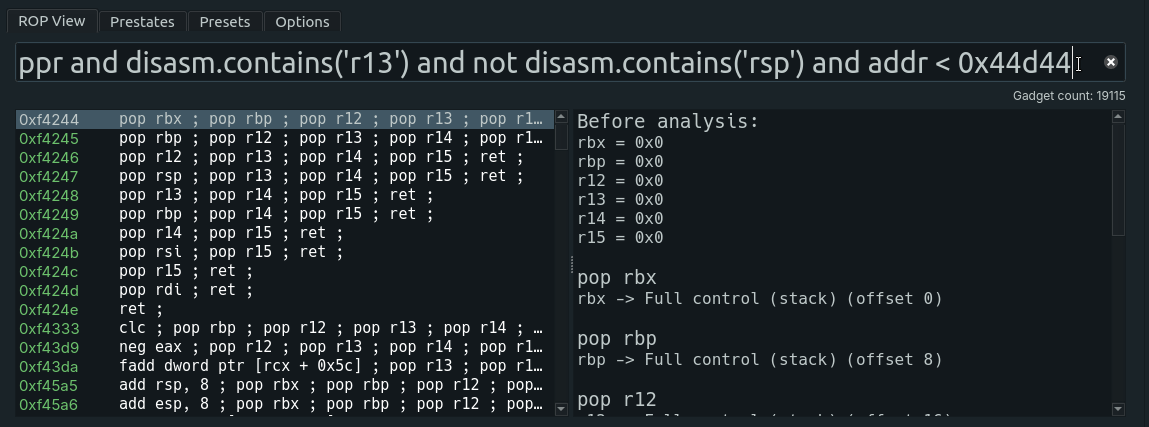 ROP View Prestates Presets Options
ppr and disasm.contains('r13') and not disasm.contains('rsp') and addr < 0x44d44
Gadget count: 19115
0xf4244 pop rbx ; pop rbp ; pop r12 ; pop r13 ; pop r1…
0xf4245 pop rbp ; pop r12 ; pop r13 ; pop r14 ; pop r1…
0xf4246 pop r12 ; pop r13 ; pop r14 ; pop r15 ; ret ;
0xf4247 pop rsp ; pop r13 ; pop r14 ; pop r15 ; ret ;
0xf4248 pop r13 ; pop r14 ; pop r15 ; ret ;
0xf4249 pop rbp ; pop r14 ; pop r15 ; ret ;
0xf424a pop r14 ; pop r15 ; ret ;
0xf424b pop rsi ; pop r15 ; ret ;
0xf424c pop r15 ; ret ;
0xf424d pop rdi ; ret ;
0xf424e ret ;
0xf4333 clc ; pop rbp ; pop r12 ; pop r13 ; pop r14 ; …
0xf43d9 neg eax ; pop r12 ; pop r13 ; pop r14 ; pop r1…
0xf43da fadd dword ptr [rcx + 0x5c] ; pop r13 ; pop r1…
0xf45a5 add rsp, 8 ; pop rbx ; pop rbp ; pop r12 ; pop…
0xf45a6 add esp, 8 ; pop rbx ; pop rbp ; pop r12 ; pop…
Before analysis:
rbx = 0x0
rbp = 0x0
r12 = 0x0
r13 = 0x0
r14 = 0x0
r15 = 0x0
pop rbx
rbx -> Full control (stack) (offset 0)
pop rbp
rbp -> Full control (stack) (offset 8)
pop r12